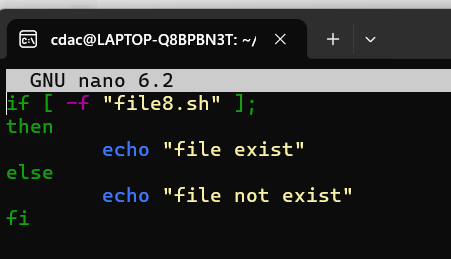 cdac@LAPTOP-Q8BPBN3T: ~/
GNU nano 6.2
if [ -f "file8.sh" ];
then
        echo "file exist"
else
        echo "file not exist"
fi